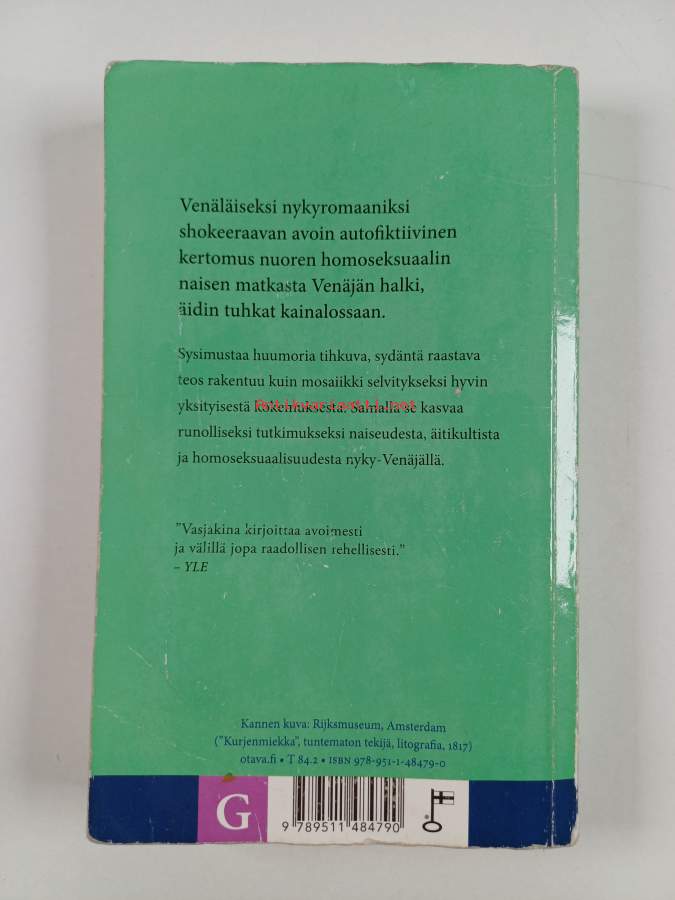 Venäläiseksi nykyromaaniksi
shokeeraavan avoin autofiktiivinen
kertomus nuoren homoseksuaalin
naisen matkasta Venäjän halki,
äidin tuhkat kainalossaan.
Sysimustaa huumoria tihkuva, sydäntä raastava
teos rakentuu kuin mosaiikki selvitykseksi hyvin
yksityisestä kokemuksesta. Samalla se kasvaa
antikvariaatti.net
runolliseksi tutkimukseksi naiseudesta, äitikultista
ja homoseksuaalisuudesta nyky-Venäjällä.
”Vasjakina kirjoittaa avoimesti
ja välillä jopa raadollisen rehellisesti.”
– YLE
Kannen kuva: Rijksmuseum, Amsterdam
(”Kurjenmiekka”, tuntematon tekijä, litografia, 1817)
otava.fi • T 84.2 • ISBN 978-951-1-48479-0
G
9 789511 484790